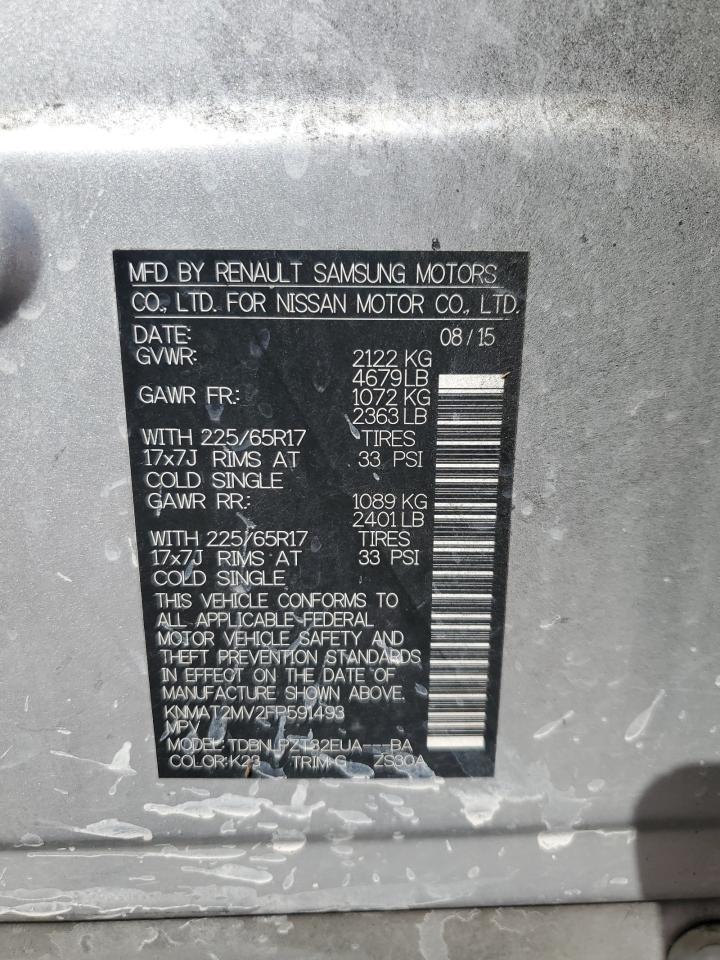 MFD BY RENAULT SAMSUNG MOTORS
CO., LTD. FOR NISSAN MOTOR CO., LTD.
DATE: 08/15
GVWR: 2122 KG
4679LB
GAWR FR: 1072 KG
2363 LB
WITH 225/65R17 TIRES
17x7J RIMS AT 33 PSI
COLD SINGLE
GAWR RR: 1089 KG
2401LB
WITH 225/65R17 TIRES
17x7J RIMS AT 33 PSI
COLD SINGLE
THIS VEHICLE CONFORMS TO
ALL APPLICABLE FEDERAL
MOTOR VEHICLE SAFETY AND
THEFT PREVENTION STANDARDS
IN EFFECT ON THE DATE OF
MANUFACTURE SHOWN ABOVE.
KNMAT2MV2FP591493
MPV
MODEL: TDBNLPZT32EUA---BA
COLOR:K23 TRIM:G ZS30A